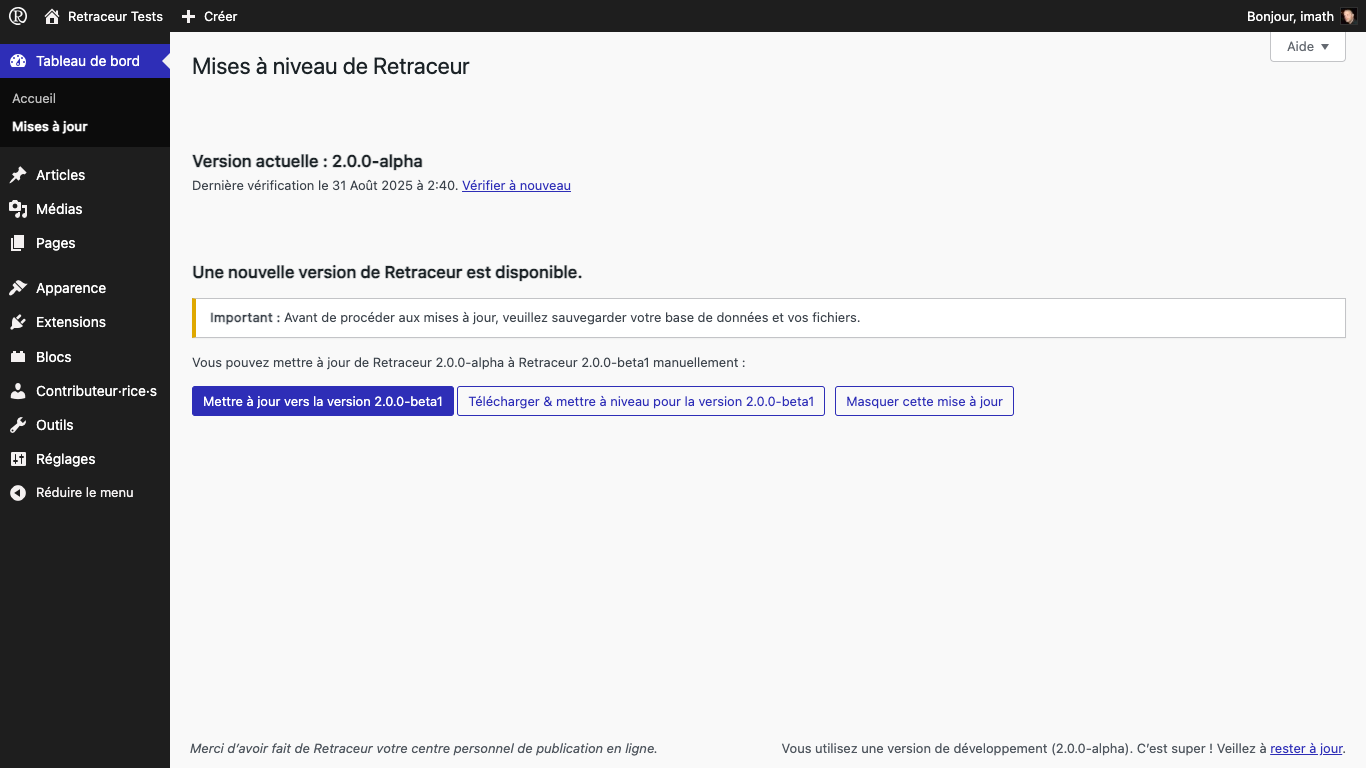 Retraceur Tests
Créer
Bonjour, imath
Tableau de bord
Accueil
Mises à jour
Articles
Médias
Pages
Apparence
Extensions
Blocs
Contributeur·rice·s
Outils
Réglages
Réduire le menu
Aide
Mises à niveau de Retraceur
Version actuelle : 2.0.0-alpha
Dernière vérification le 31 Août 2025 à 2:40. Vérifier à nouveau
Une nouvelle version de Retraceur est disponible.
Important : Avant de procéder aux mises à jour, veuillez sauvegarder votre base de données et vos fichiers.
Vous pouvez mettre à jour de Retraceur 2.0.0-alpha à Retraceur 2.0.0-beta1 manuellement :
Mettre à jour vers la version 2.0.0-beta1
Télécharger & mettre à niveau pour la version 2.0.0-beta1
Masquer cette mise à jour
Merci d’avoir fait de Retraceur votre centre personnel de publication en ligne.
Vous utilisez une version de développement (2.0.0-alpha). C’est super ! Veillez à rester à jour.